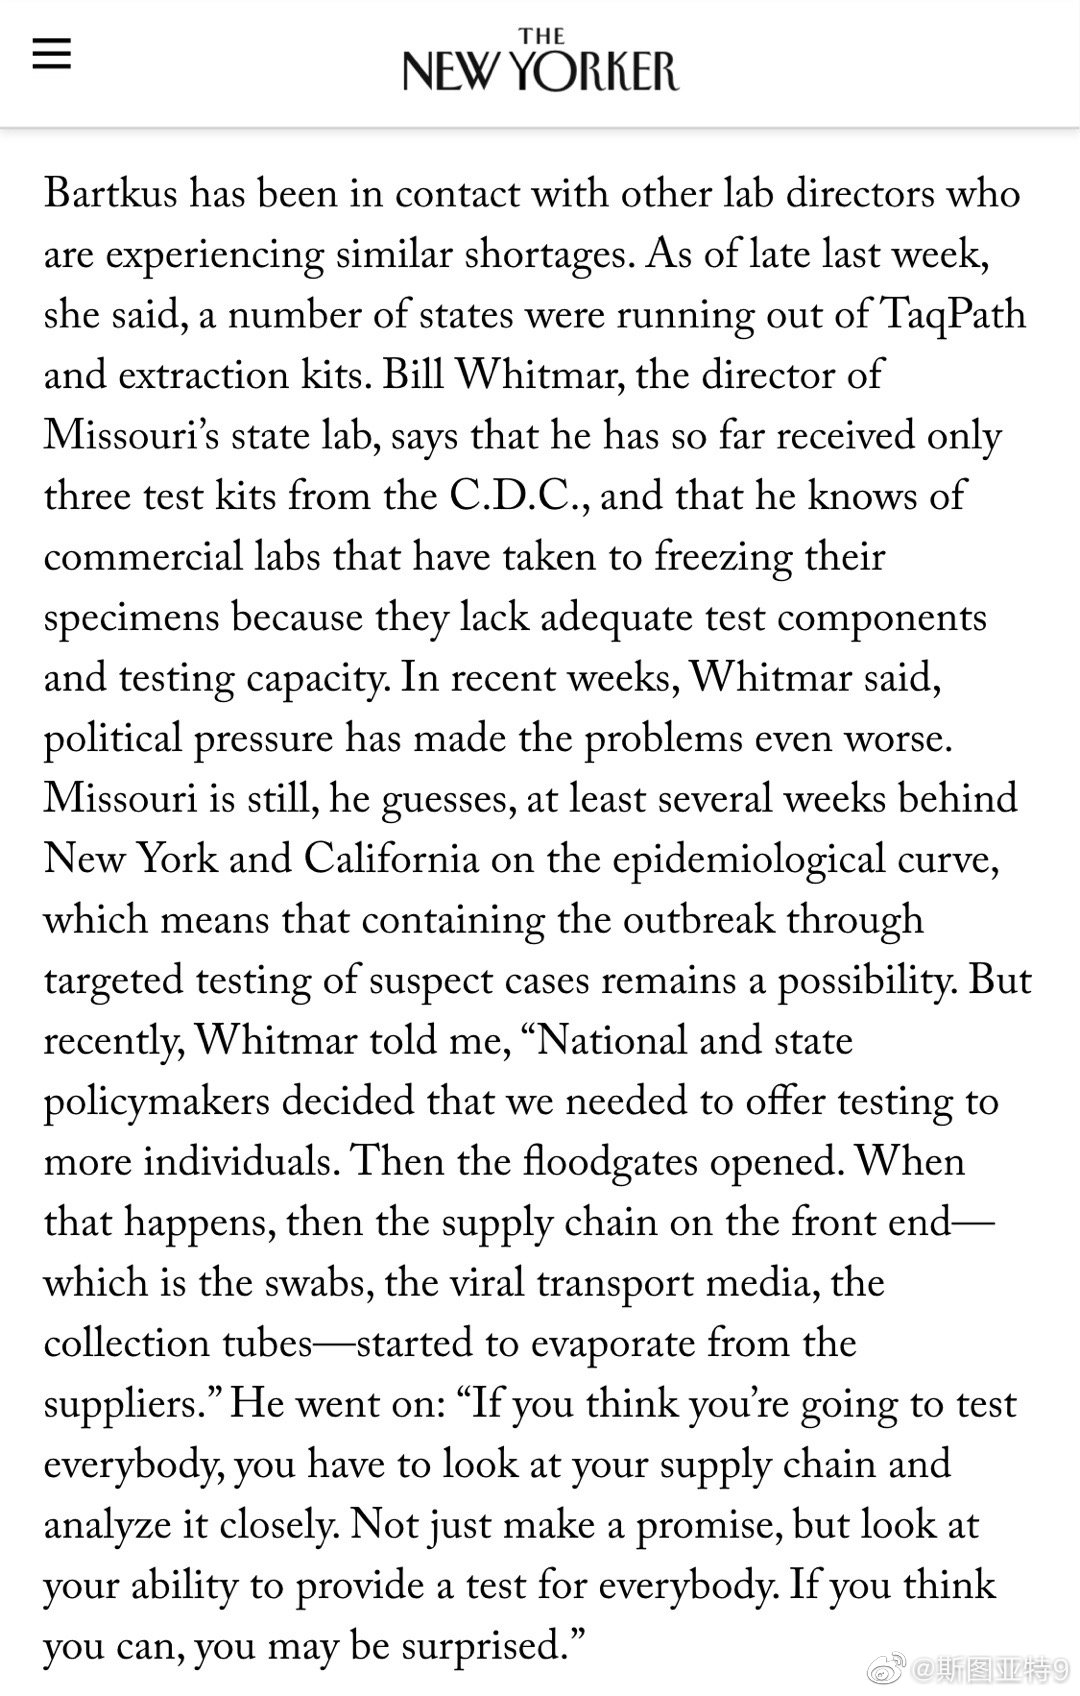 THE
NEW YORKER
Bartkus has been in contact with other lab directors who
are experiencing similar shortages. As of late last week,
she said, a number of states were running out of TaqPath
and extraction kits. Bill Whitmar, the director of
Missouri’s state lab, says that he has so far received only
three test kits from the C.D.C., and that he knows of
commercial labs that have taken to freezing their
specimens because they lack adequate test components
and testing capacity. In recent weeks, Whitmar said,
political pressure has made the problems even worse.
Missouri is still, he guesses, at least several weeks behind
New York and California on the epidemiological curve,
which means that containing the outbreak through
targeted testing of suspect cases remains a possibility. But
recently, Whitmar told me, “National and state
policymakers decided that we needed to offer testing to
more individuals. Then the floodgates opened. When
that happens, then the supply chain on the front end—
which is the swabs, the viral transport media, the
collection tubes—started to evaporate from the
suppliers.” He went on: “If you think you’re going to test
everybody, you have to look at your supply chain and
analyze it closely. Not just make a promise, but look at
your ability to provide a test for everybody. If you think
you can, you may be surprised.”
@斯图亚特9